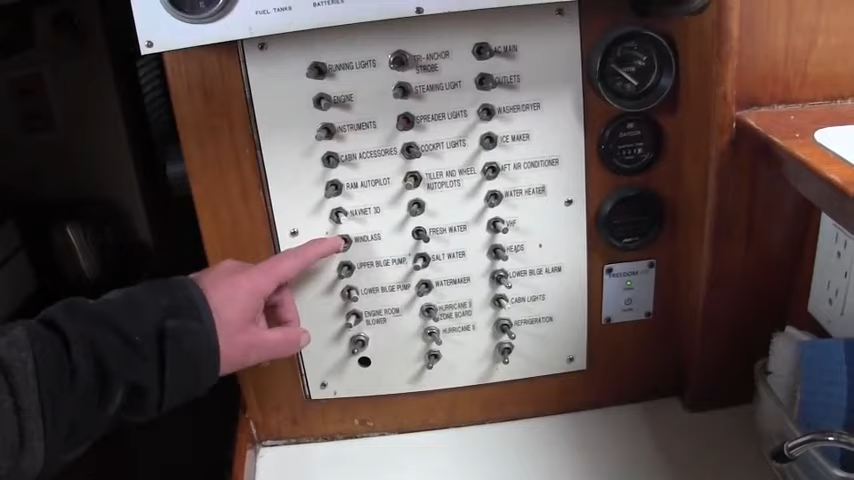 FUEL TANKS
BATTERIES
RUNNING LIGHTS
ENGINE
INSTRUMENTS
CABIN ACCESSORIES
RAM AUTOPILOT
NAVNET 3D
WINDLASS
UPPER BILGE PUMP
LOWER BILGE PUMP
ENGINE ROOM
BLOWER
TRI-ANCHOR
STROBE
STEAMING LIGHT
SPREADER LIGHTS
COCKPIT LIGHTS
TILLER AND WHEEL
AUTOPILOTS
FRESH WATER
SALT WATER
WATERMAKER
HURRICANE II
ZONE BOARD
HURRICANE II
AC MAIN
OUTLETS
WASHER/DRYER
ICE MAKER
AFT AIR CONDITIONER
WATER HEATER
VHF
HEADS
LOWER BILGE ALARM
CABIN LIGHTS
REFRIGERATION
FREEDOM